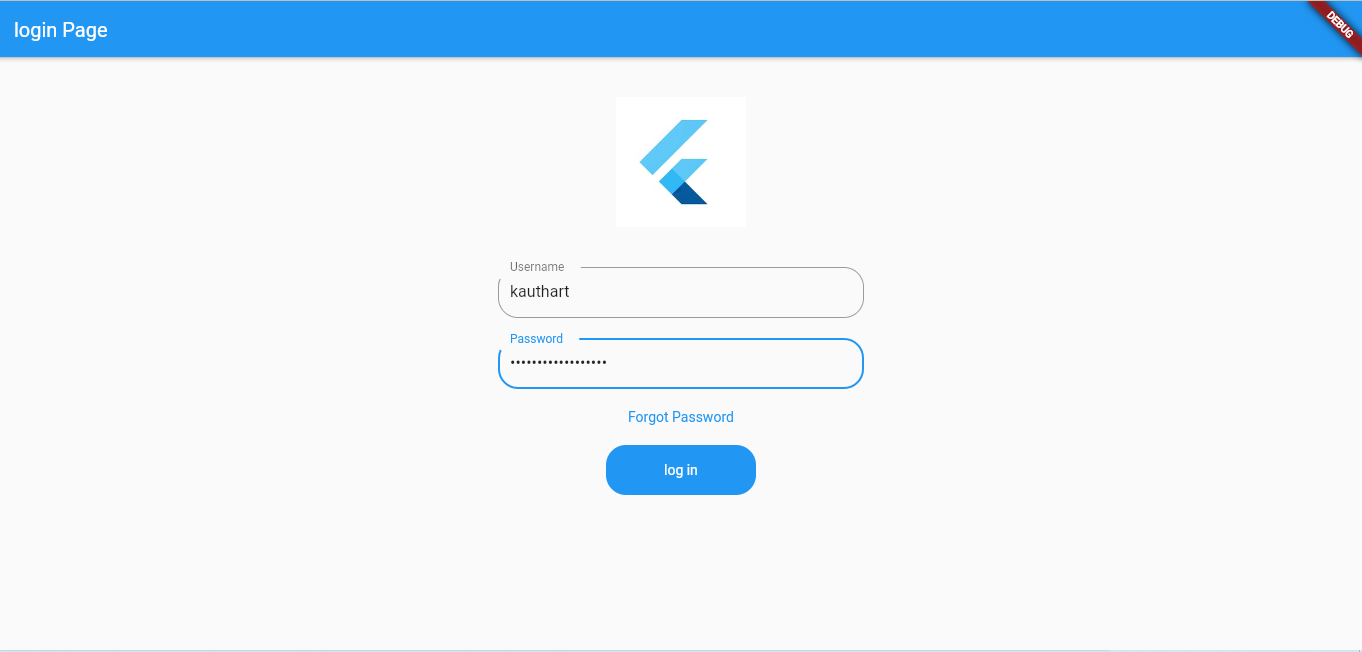 login Page
DEBUG
Username
kauthart
Password
••••••••••••••••••
Forgot Password
log in